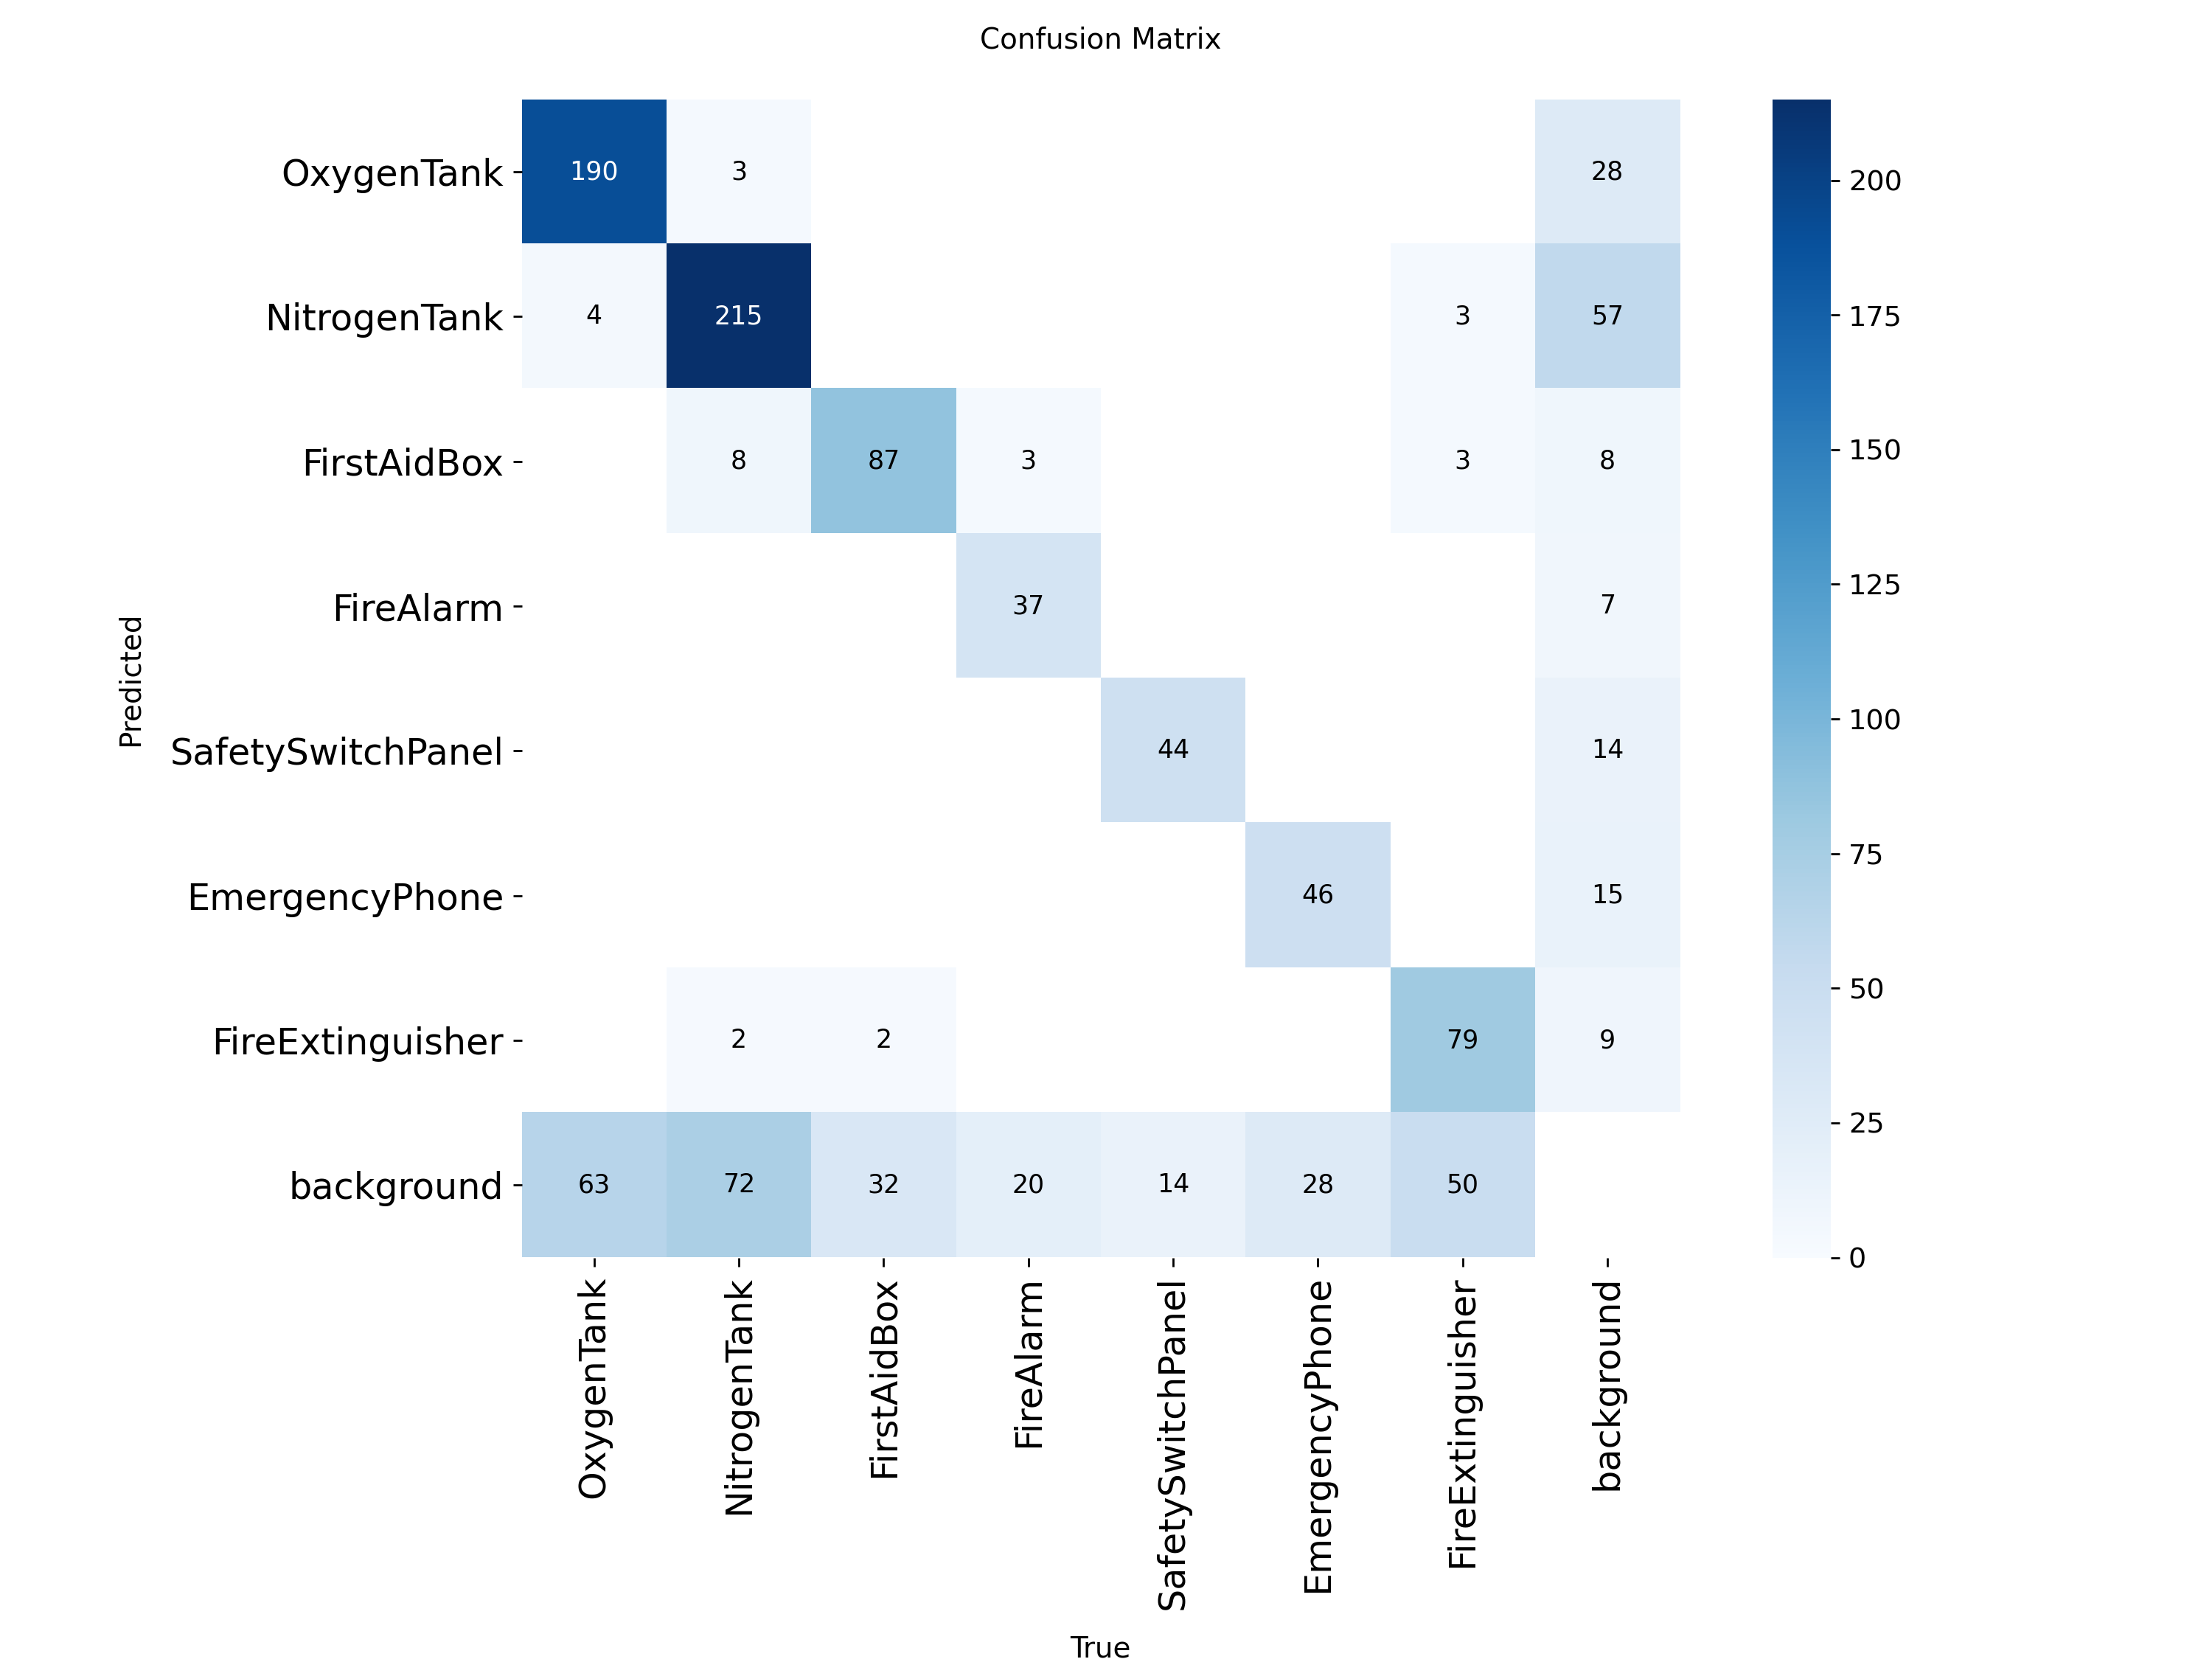 Confusion Matrix
OxygenTank 190 3 28
NitrogenTank 4 215 3 57
FirstAidBox 8 87 3 3 8
FireAlarm 37 7
SafetySwitchPanel 44 14
EmergencyPhone 46 15
FireExtinguisher 2 2 79 9
background 63 72 32 20 14 28 50
Predicted
OxygenTank NitrogenTank FirstAidBox FireAlarm SafetySwitchPanel EmergencyPhone FireExtinguisher background
True
200
175
150
125
100
75
50
25
0